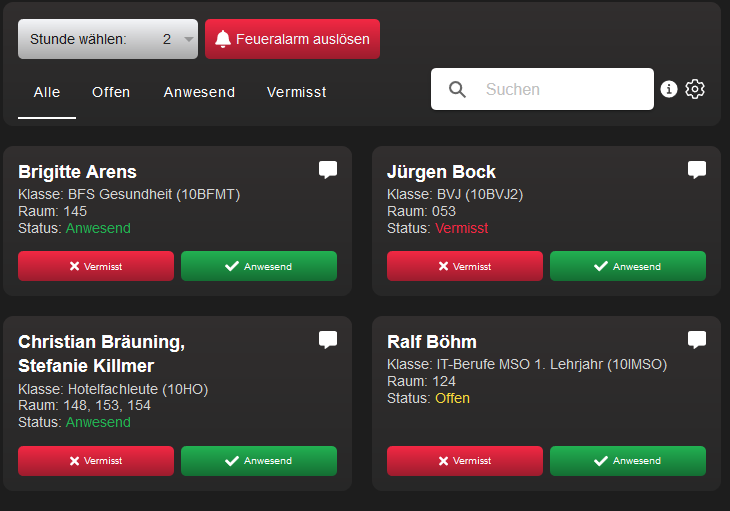 Stunde wählen: 2
Feueralarm auslösen
Alle Offen Anwesend Vermisst
Suchen
Brigitte Arens
Klasse: BFS Gesundheit (10BFMT)
Raum: 145
Status: Anwesend
Vermisst
Anwesend
Jürgen Bock
Klasse: BVJ (10BVJ2)
Raum: 053
Status: Vermisst
Vermisst
Anwesend
Christian Bräuning,
Stefanie Killmer
Klasse: Hotelfachleute (10HO)
Raum: 148, 153, 154
Status: Anwesend
Vermisst
Anwesend
Ralf Böhm
Klasse: IT-Berufe MSO 1. Lehrjahr (10IMSO)
Raum: 124
Status: Offen
Vermisst
Anwesend